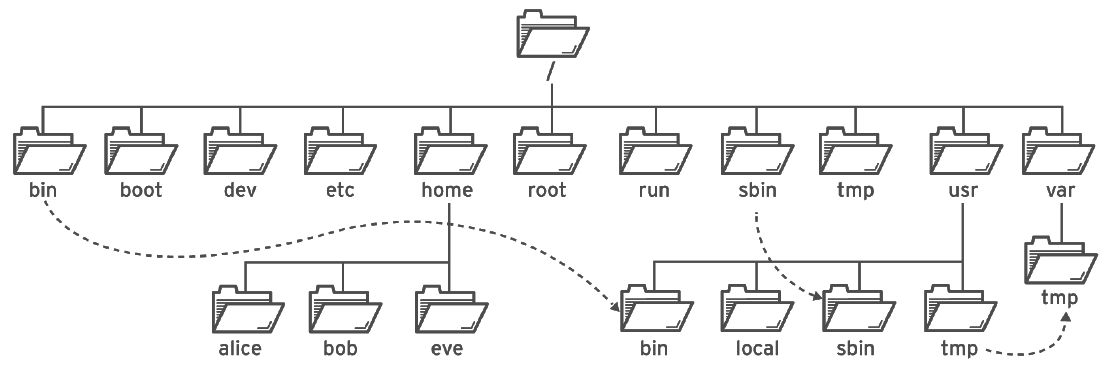 /
bin boot dev etc home root run sbin tmp usr var
tmp
alice bob eve bin local sbin tmp